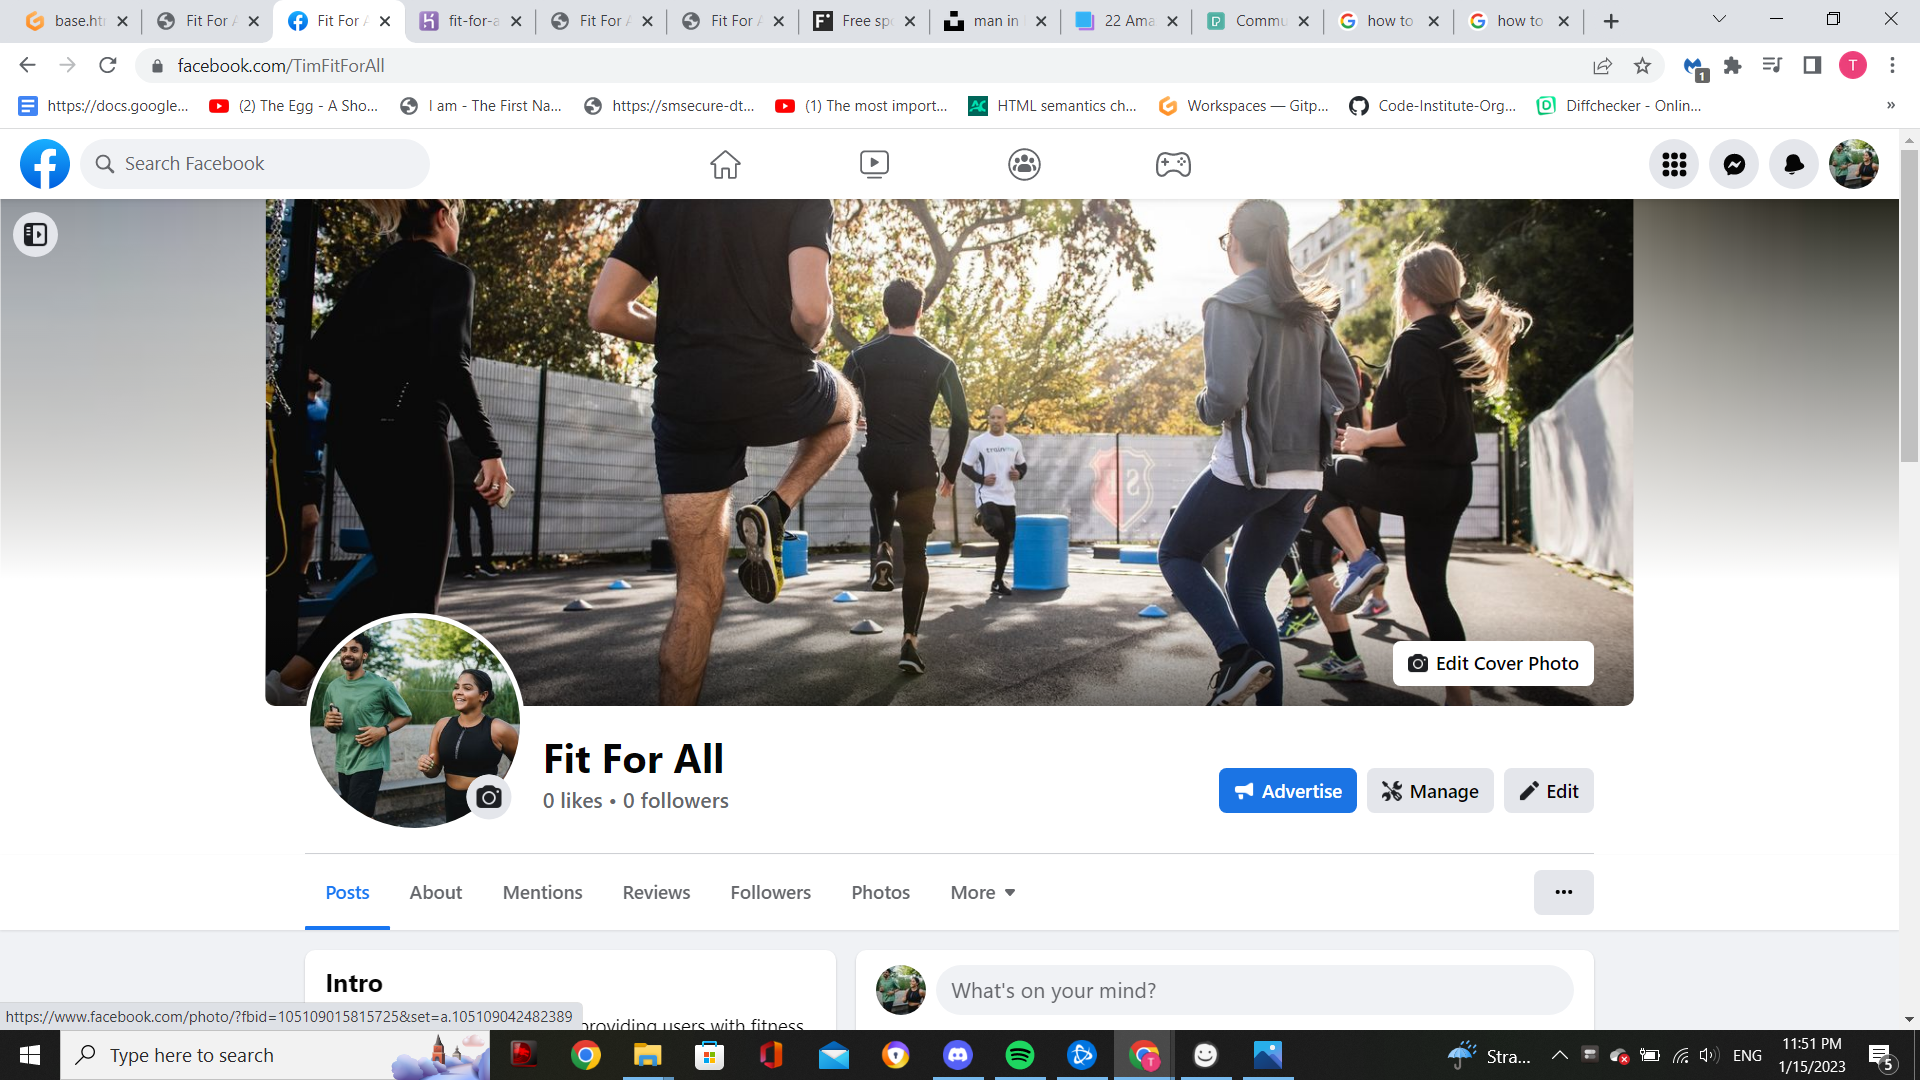 base.ht
Fit For A
Fit For A
fit-for-a
Fit For A
Fit For A
Free spo
man in
22 Ama
Commu
how to
how to
facebook.com/TimFitForAll
1
T
https://docs.google...
(2) The Egg - A Sho...
I am - The First Na...
https://smsecure-dt...
(1) The most import...
HTML semantics ch...
Workspaces — Gitp...
Code-Institute-Org...
Diffchecker - Onlin...
»
Search Facebook
Edit Cover Photo
Fit For All
0 likes • 0 followers
Advertise
Manage
Edit
Posts
About
Mentions
Reviews
Followers
Photos
More
Intro
What's on your mind?
https://www.facebook.com/photo/?fbid=105109015815725&set=a.105109042482389
providing users with fitness
Type here to search
Stra...
ENG
11:51 PM
1/15/2023
5